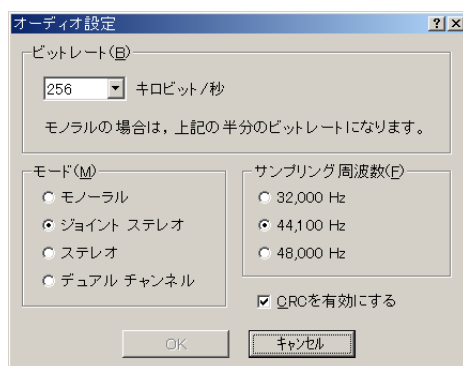 オーディオ設定
ビットレート(B)
256 キロビット/秒
モノラルの場合は，上記の半分のビットレートになります。
モード(M)
モノーラル
ジョイント ステレオ
ステレオ
デュアル チャンネル
サンプリング周波数(F)
32,000 Hz
44,100 Hz
48,000 Hz
CRCを有効にする
OK
キャンセル